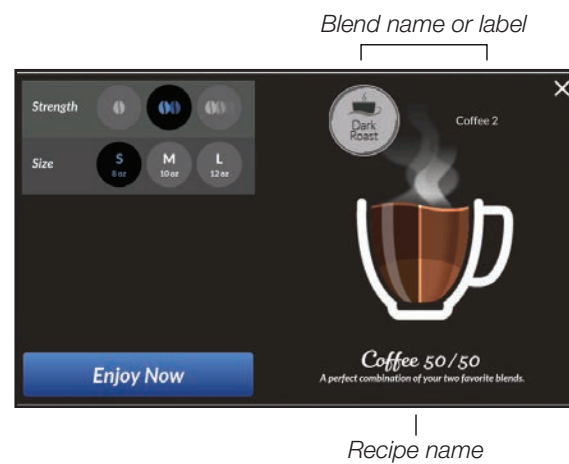 Blend name or label
Strength
Dark
Roast
Coffee 2
Size
S
8 oz
M
10 oz
L
12 oz
Enjoy Now
Coffee 50/50
A perfect combination of your two favorite blends.
Recipe name